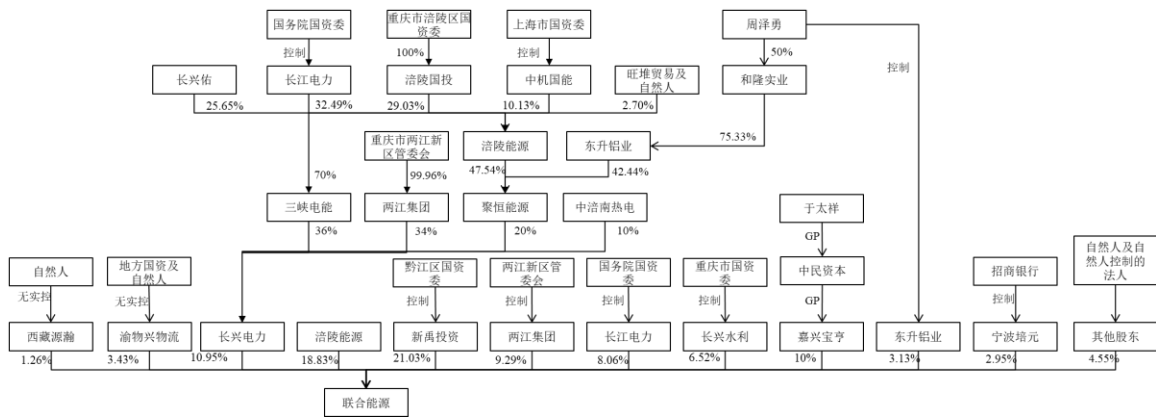 国务院国资委
重庆市涪陵区国
资委
上海市国资委
周泽勇
控制
100%
控制
50%
控制
长兴佑
长江电力
涪陵国投
中机国能
旺堆贸易及
自然人
和隆实业
25.65%
32.49%
29.03%
10.13%
2.70%
75.33%
重庆市两江新
区管委会
涪陵能源
东升铝业
70%
99.96%
47.54%
42.44%
三峡电能
两江集团
聚恒能源
中涪南热电
于太祥
36%
34%
20%
10%
GP
自然人
地方国资及
自然人
黔江区国资
委
两江新区管
委会
国务院国资
委
重庆市国资
委
中民资本
招商银行
自然人及自
然人控制的
法人
无实控
无实控
控制
控制
控制
控制
GP
控制
西藏源瀚
渝物兴物流
长兴电力
涪陵能源
新禹投资
两江集团
长江电力
长兴水利
嘉兴宝亨
东升铝业
宁波培元
其他股东
1.26%
3.43%
10.95%
18.83%
21.03%
9.29%
8.06%
6.52%
10%
3.13%
2.95%
4.55%
联合能源